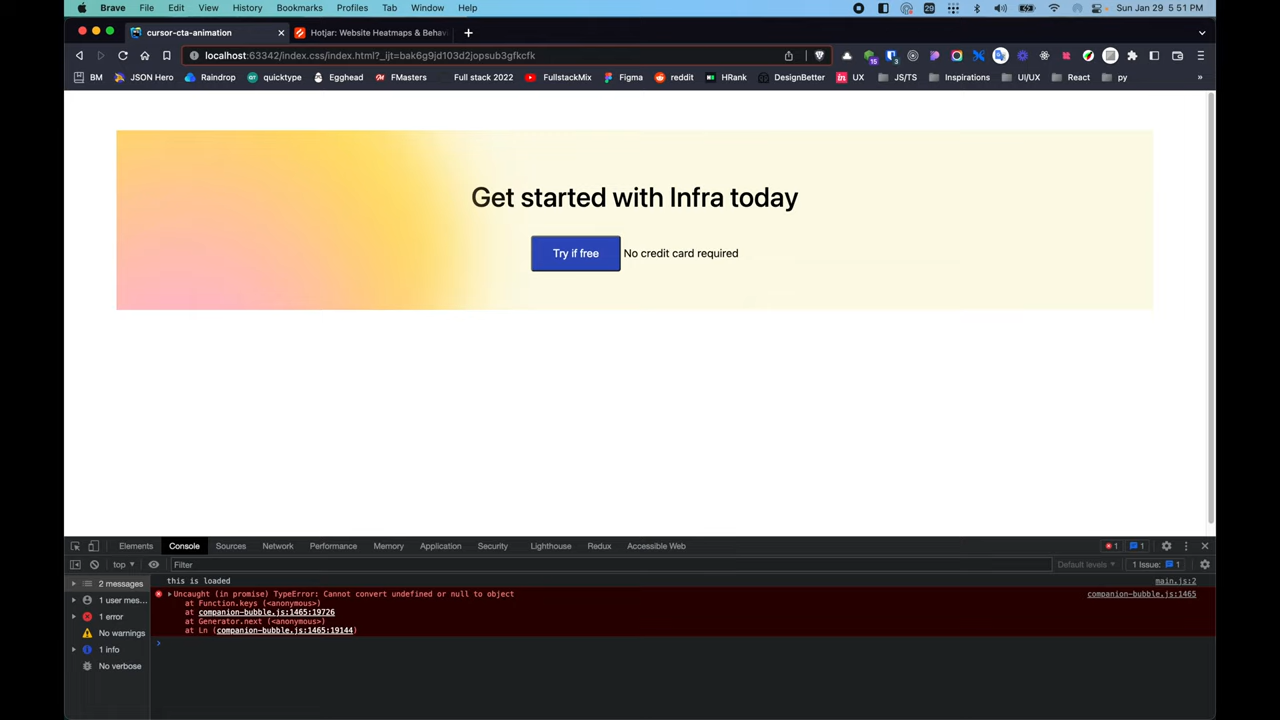 Brave File Edit View History Bookmarks Profiles Tab Window Help 29 Sun Jan 29 5:51 PM
cursor-cta-animation Hotjar: Website Heatmaps & Behav
localhost:63342/index.css/index.html?_ijt=bak6g9jd103d2jopsub3gfkcfk 15 3
BM JSON Hero Raindrop quicktype Egghead FMasters Full stack 2022 FullstackMix Figma reddit HRank DesignBetter UX JS/TS Inspirations UI/UX React py »
Get started with Infra today
Try if free No credit card required
Elements Console Sources Network Performance Memory Application Security Lighthouse Redux Accessible Web 1 1
top Filter Default levels 1 Issue: 1
2 messages this is loaded main.js:2
Uncaught (in promise) TypeError: Cannot convert undefined or null to object companion-bubble.js:1465
1 user mes... at Function.keys (<anonymous>)
at companion-bubble.js:1465:19726
1 error at Generator.next (<anonymous>)
No warnings at Ln (companion-bubble.js:1465:19144)
1 info
No verbose